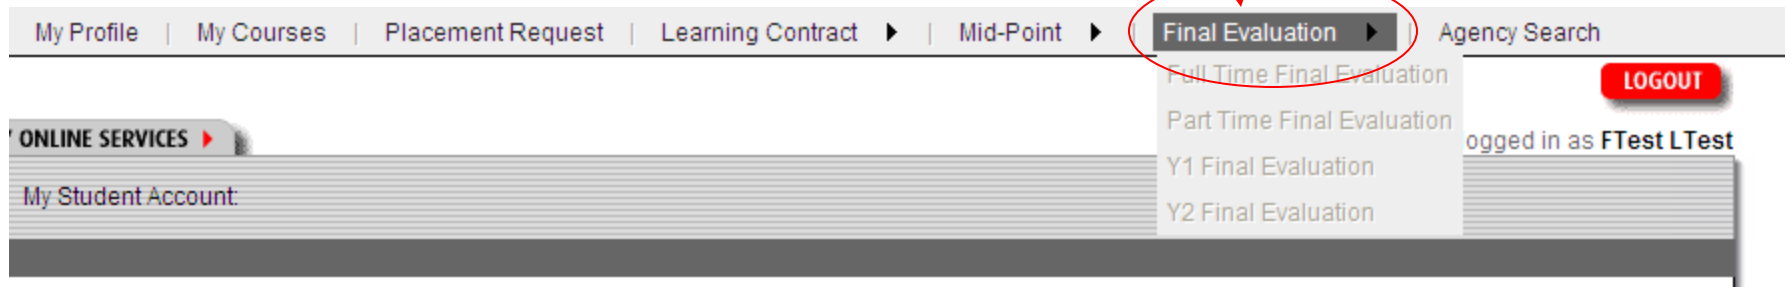 My Profile | My Courses | Placement Request | Learning Contract | Mid-Point | Final Evaluation | Agency Search
Full Time Final Evaluation
LOGOUT
Part Time Final Evaluation
ONLINE SERVICES
ogged in as FTest LTest
Y1 Final Evaluation
My Student Account:
Y2 Final Evaluation